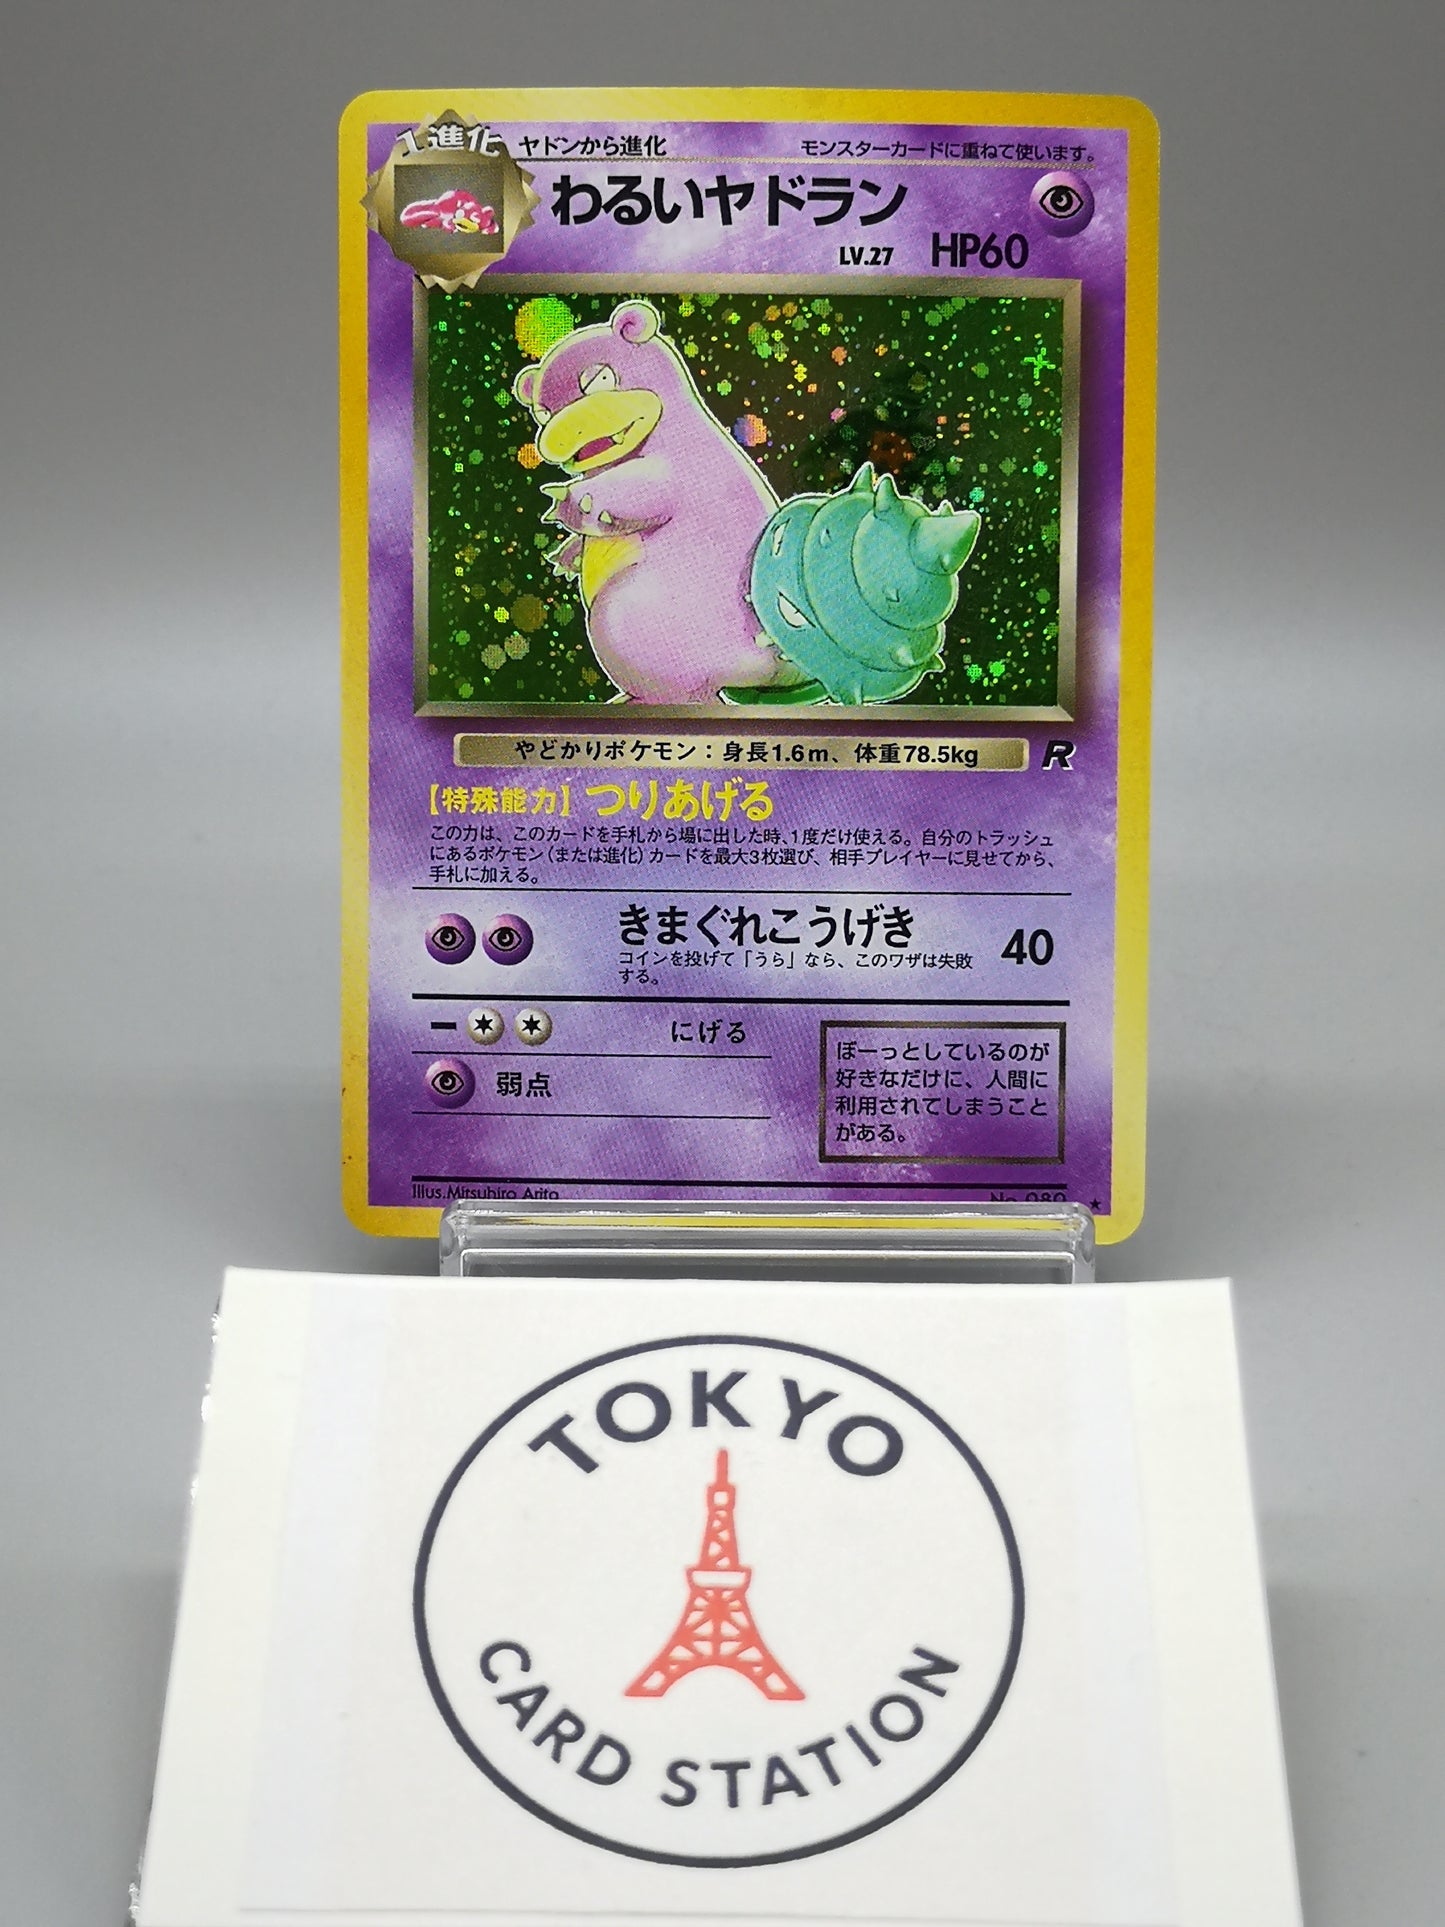 1進化
ヤドンから進化
モンスターカードに重ねて使います。
わるいヤドラン
LV.27 HP60
やどかりポケモン：身長1.6m、体重78.5kg
R
【特殊能力】つりあげる
この力は、このカードを手札から場に出した時、1度だけ使える。自分のトラッシュ
にあるポケモン（または進化）カードを最大3枚選び、相手プレイヤーに見せてから、
手札に加える。
きまぐれこうげき
40
コインを投げて「うら」なら、このワザは失敗
する。
にげる
弱点
ぼーっとしているのが
好きなだけに、人間に
利用されてしまうこと
がある。
Illus.Mitsuhiro Arita
No.080
★
TOKYO
CARD STATION